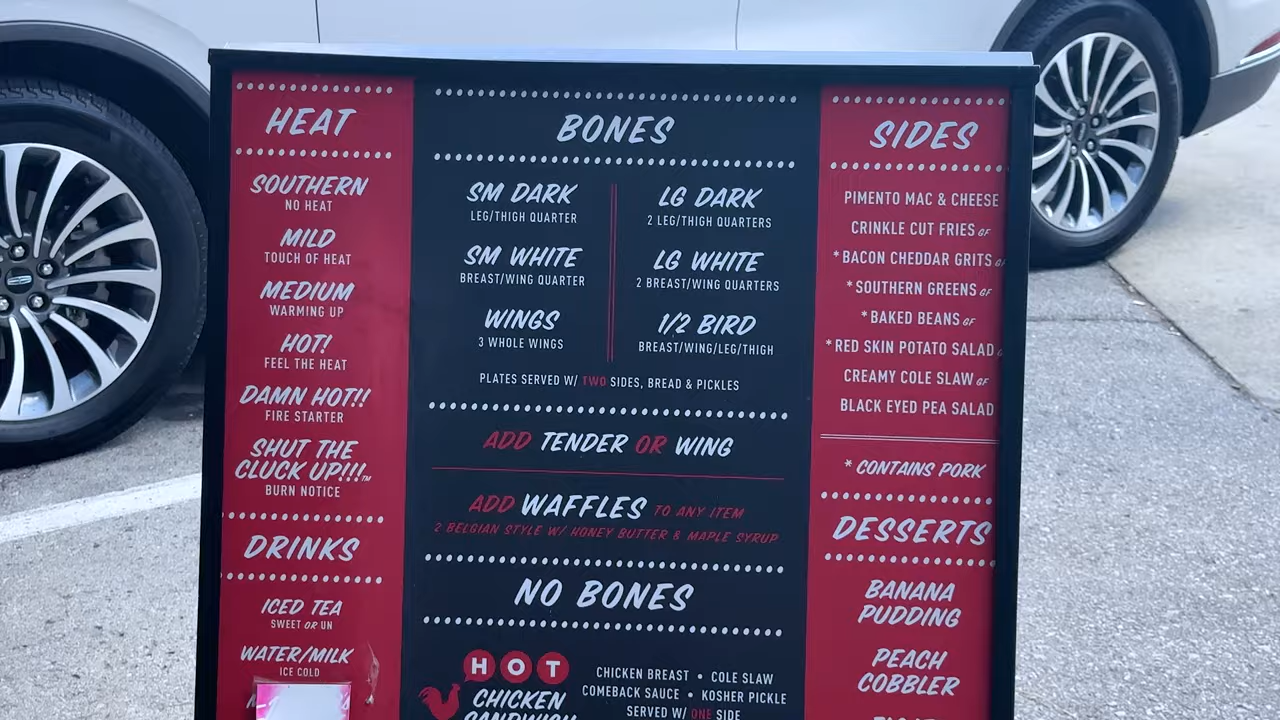 HEAT
SOUTHERN
NO HEAT
MILD
TOUCH OF HEAT
MEDIUM
WARMING UP
HOT!
FEEL THE HEAT
DAMN HOT!!
FIRE STARTER
SHUT THE
CLUCK UP!!!™
BURN NOTICE
DRINKS
ICED TEA
SWEET OR UN
WATER/MILK
ICE COLD
BONES
SM DARK
LEG/THIGH QUARTER
SM WHITE
BREAST/WING QUARTER
WINGS
3 WHOLE WINGS
LG DARK
2 LEG/THIGH QUARTERS
LG WHITE
2 BREAST/WING QUARTERS
1/2 BIRD
BREAST/WING/LEG/THIGH
PLATES SERVED W/ TWO SIDES, BREAD & PICKLES
ADD TENDER OR WING
ADD WAFFLES TO ANY ITEM
2 BELGIAN STYLE W/ HONEY BUTTER & MAPLE SYRUP
NO BONES
HOT
CHICKEN
SANDWICH
CHICKEN BREAST • COLE SLAW
COMEBACK SAUCE • KOSHER PICKLE
SERVED W/ ONE SIDE
SIDES
PIMENTO MAC & CHEESE
CRINKLE CUT FRIES GF
*BACON CHEDDAR GRITS GF
*SOUTHERN GREENS GF
*BAKED BEANS GF
*RED SKIN POTATO SALAD
CREAMY COLE SLAW GF
BLACK EYED PEA SALAD
* CONTAINS PORK
DESSERTS
BANANA
PUDDING
PEACH
COBBLER